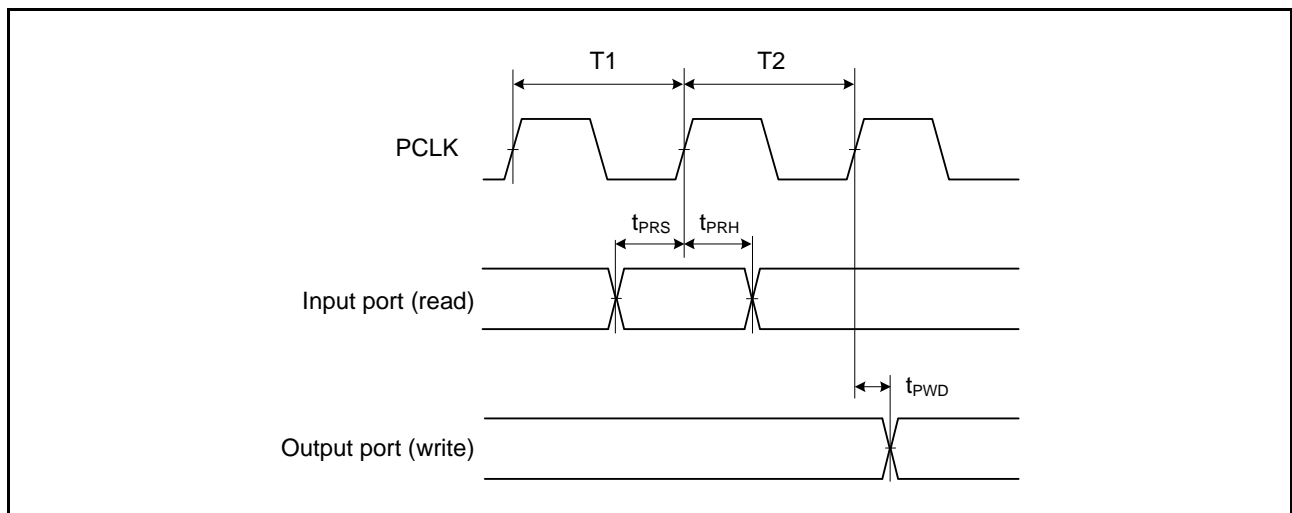 T1 T2
PCLK
tPRS tPRH
Input port (read)
tPWD
Output port (write)